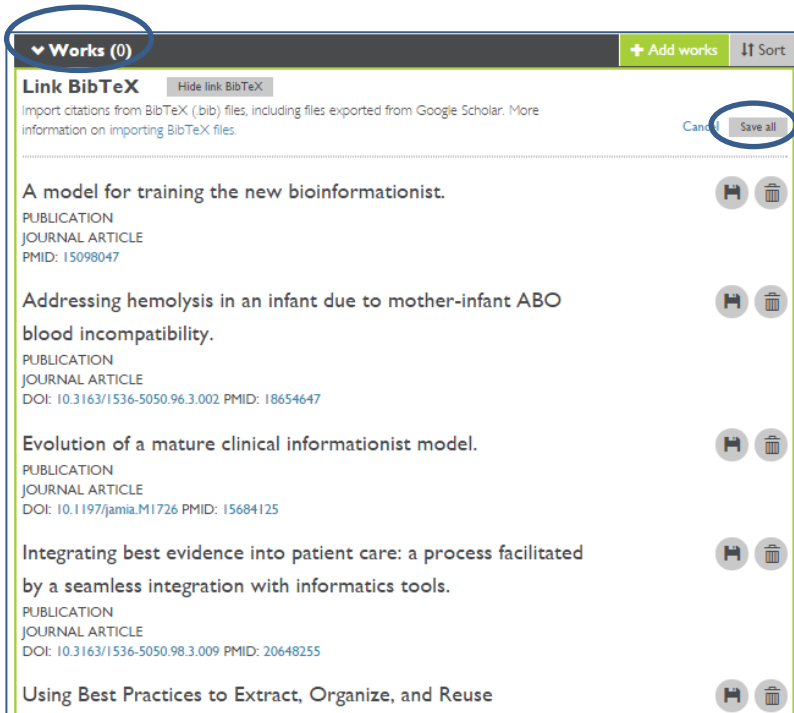 Works (0)
Add works
Sort
Link BibTeX
Hide link BibTeX
Import citations from BibTeX (.bib) files, including files exported from Google Scholar. More
information on importing BibTeX files.
Cancel
Save all
A model for training the new bioinformationist.
PUBLICATION
JOURNAL ARTICLE
PMID: 15098047
Addressing hemolysis in an infant due to mother-infant ABO
blood incompatibility.
PUBLICATION
JOURNAL ARTICLE
DOI: 10.3163/1536-5050.96.3.002 PMID: 18654647
Evolution of a mature clinical informationist model.
PUBLICATION
JOURNAL ARTICLE
DOI: 10.1197/jamia.M1726 PMID: 15684125
Integrating best evidence into patient care: a process facilitated
by a seamless integration with informatics tools.
PUBLICATION
JOURNAL ARTICLE
DOI: 10.3163/1536-5050.98.3.009 PMID: 20648255
Using Best Practices to Extract, Organize, and Reuse